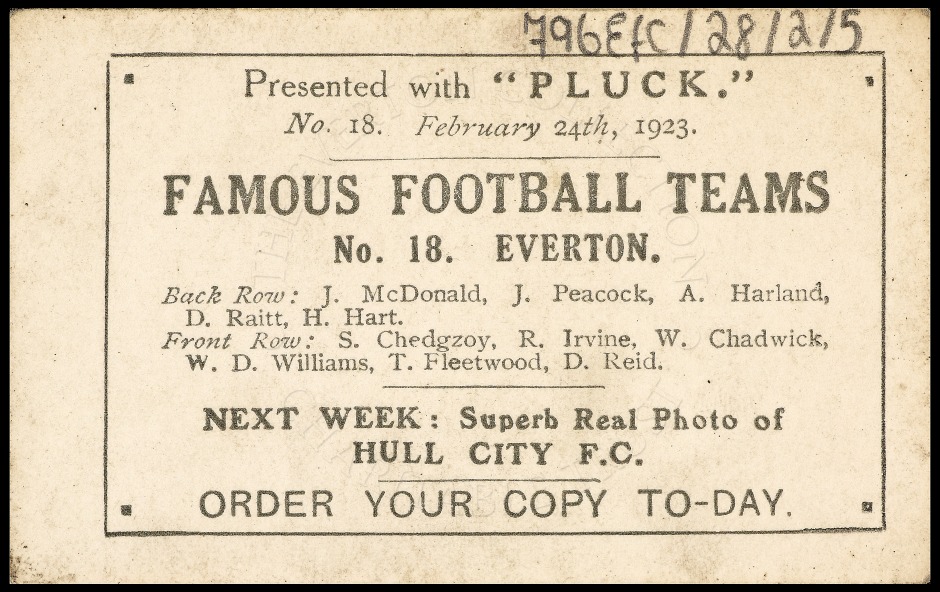 796EFC/28/2/5
Presented with "PLUCK."
No. 18. February 24th, 1923.
FAMOUS FOOTBALL TEAMS
No. 18. EVERTON.
Back Row: J. McDonald, J. Peacock, A. Harland,
D. Raitt, H. Hart.
Front Row: S. Chedgzoy, R. Irvine, W. Chadwick,
W. D. Williams, T. Fleetwood, D. Reid.
NEXT WEEK: Superb Real Photo of
HULL CITY F.C.
ORDER YOUR COPY TO-DAY.